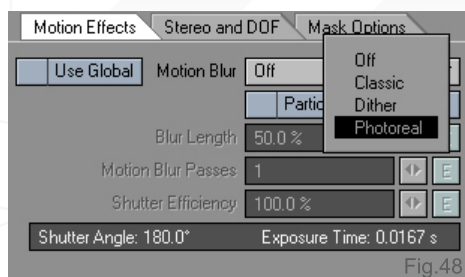 Motion Effects Stereo and DOF Mask Options
Use Global Motion Blur Off
Off
Classic
Dither
Photoreal
Blur Length 50.0 % E
Motion Blur Passes 1 E
Shutter Efficiency 100.0 % E
Shutter Angle: 180.0° Exposure Time: 0.0167 s
Fig.48